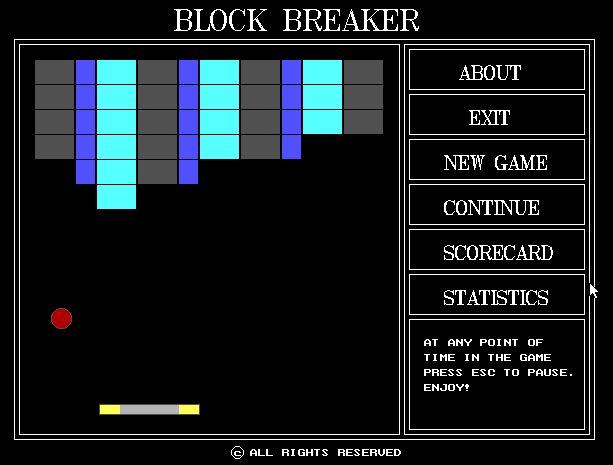 BLOCK BREAKER
ABOUT
EXIT
NEW GAME
CONTINUE
SCORECARD
STATISTICS
AT ANY POINT OF
TIME IN THE GAME
PRESS ESC TO PAUSE.
ENJOY!
© ALL RIGHTS RESERVED